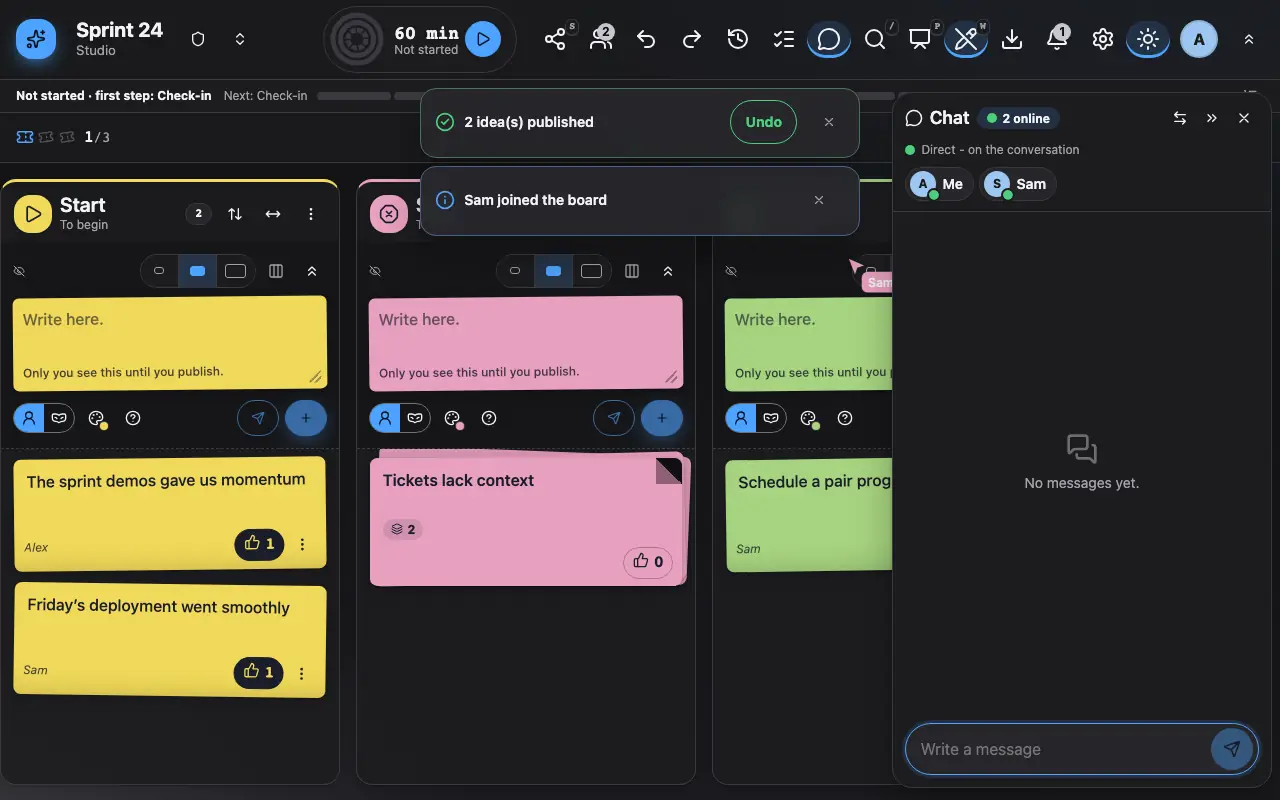 Sprint 24
Studio
60 min
Not started
S
2
/
P
W
1
A
Not started · first step: Check-in
Next: Check-in
1/3
2 idea(s) published
Undo
Sam joined the board
Chat
2 online
Direct - on the conversation
A Me
S Sam
Start
To begin
2
Write here.
Only you see this until you publish.
The sprint demos gave us momentum
Alex
1
Friday’s deployment went smoothly
Sam
1
Write here.
Only you see this until you publish.
Tickets lack context
2
0
Sam
Write here.
Only you see this until you
Schedule a pair prog
Sam
No messages yet.
Write a message